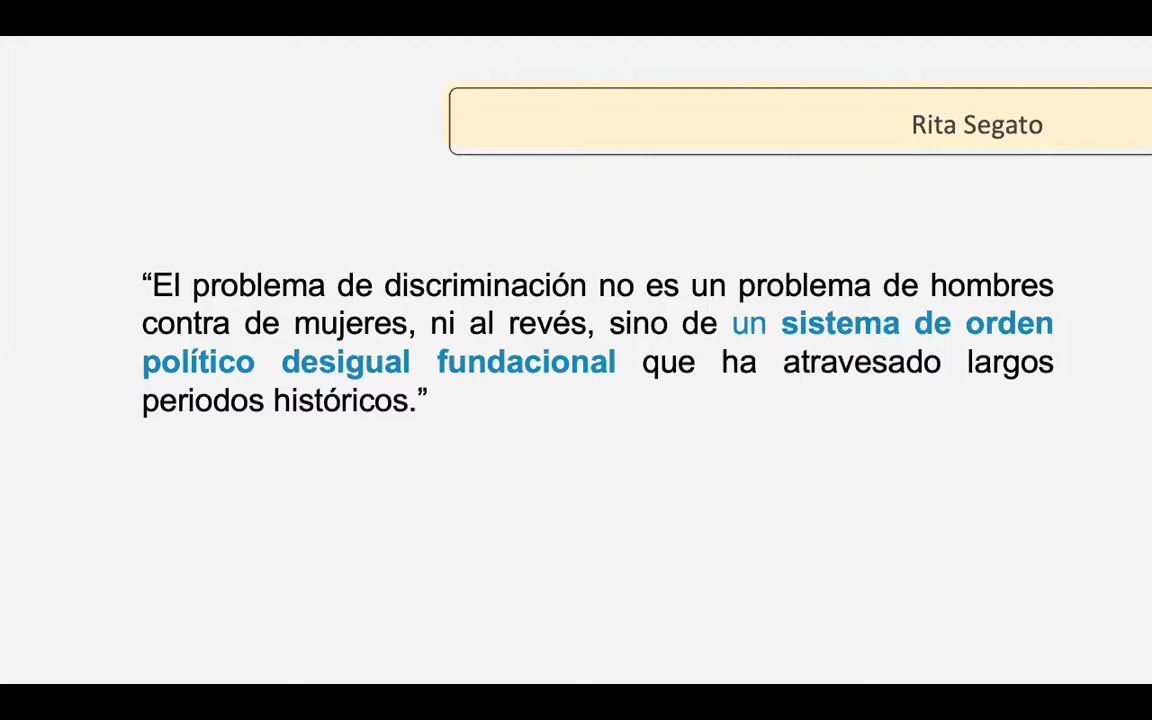 Rita Segato
“El problema de discriminación no es un problema de hombres
contra de mujeres, ni al revés, sino de un sistema de orden
político desigual fundacional que ha atravesado largos
periodos históricos.”